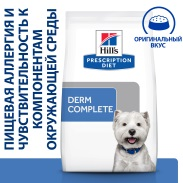 ПИЩЕВАЯ АЛЛЕРГИЯ И
ЧУВСТВИТЕЛЬНОСТЬ К
КОМПОНЕНТАМ
ОКРУЖАЮЩЕЙ СРЕДЫ
ОРИГИНАЛЬНЫЙ
ВКУС
Hill's
PRESCRIPTION DIET
DERM
COMPLETE